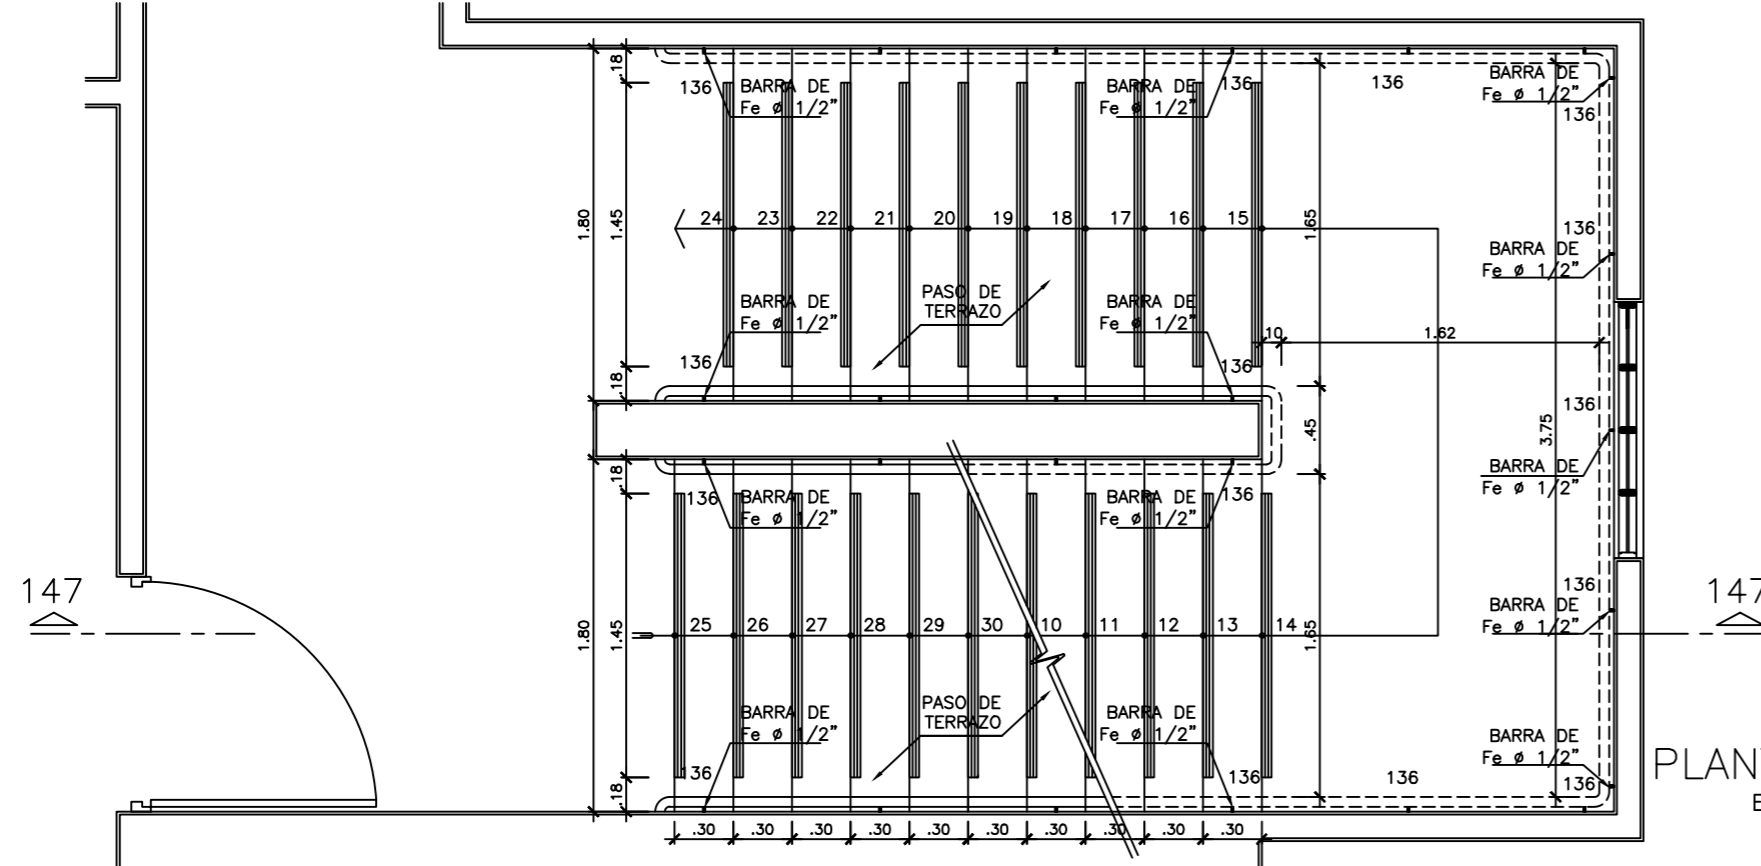 .18
136
BARRA DE
Fe ø 1/2"
BARRA DE
Fe ø 1/2"
136
136
BARRA DE
Fe ø 1/2"
136
1.80
1.45
24 23 22 21 20 19 18 17 16 15
1.65
136
BARRA DE
Fe ø 1/2"
PASO DE
TERRAZO
BARRA DE
Fe ø 1/2"
BARRA DE
Fe ø 1/2"
10
1.62
136
136
.18
136
.45
3.75
BARRA DE
Fe ø 1/2"
.18
136
BARRA DE
Fe ø 1/2"
BARRA DE
Fe ø 1/2"
136
147
136
147
BARRA DE
Fe ø 1/2"
1.80
1.45
25 26 27 28 29 30 10 11 12 13 14
1.65
PASO DE
TERRAZO
BARRA DE
Fe ø 1/2"
BARRA DE
Fe ø 1/2"
BARRA DE
Fe ø 1/2"
136
136
136
136
.18
PLAN
.30 .30 .30 .30 .30 .30 .30 .30 .30 .30